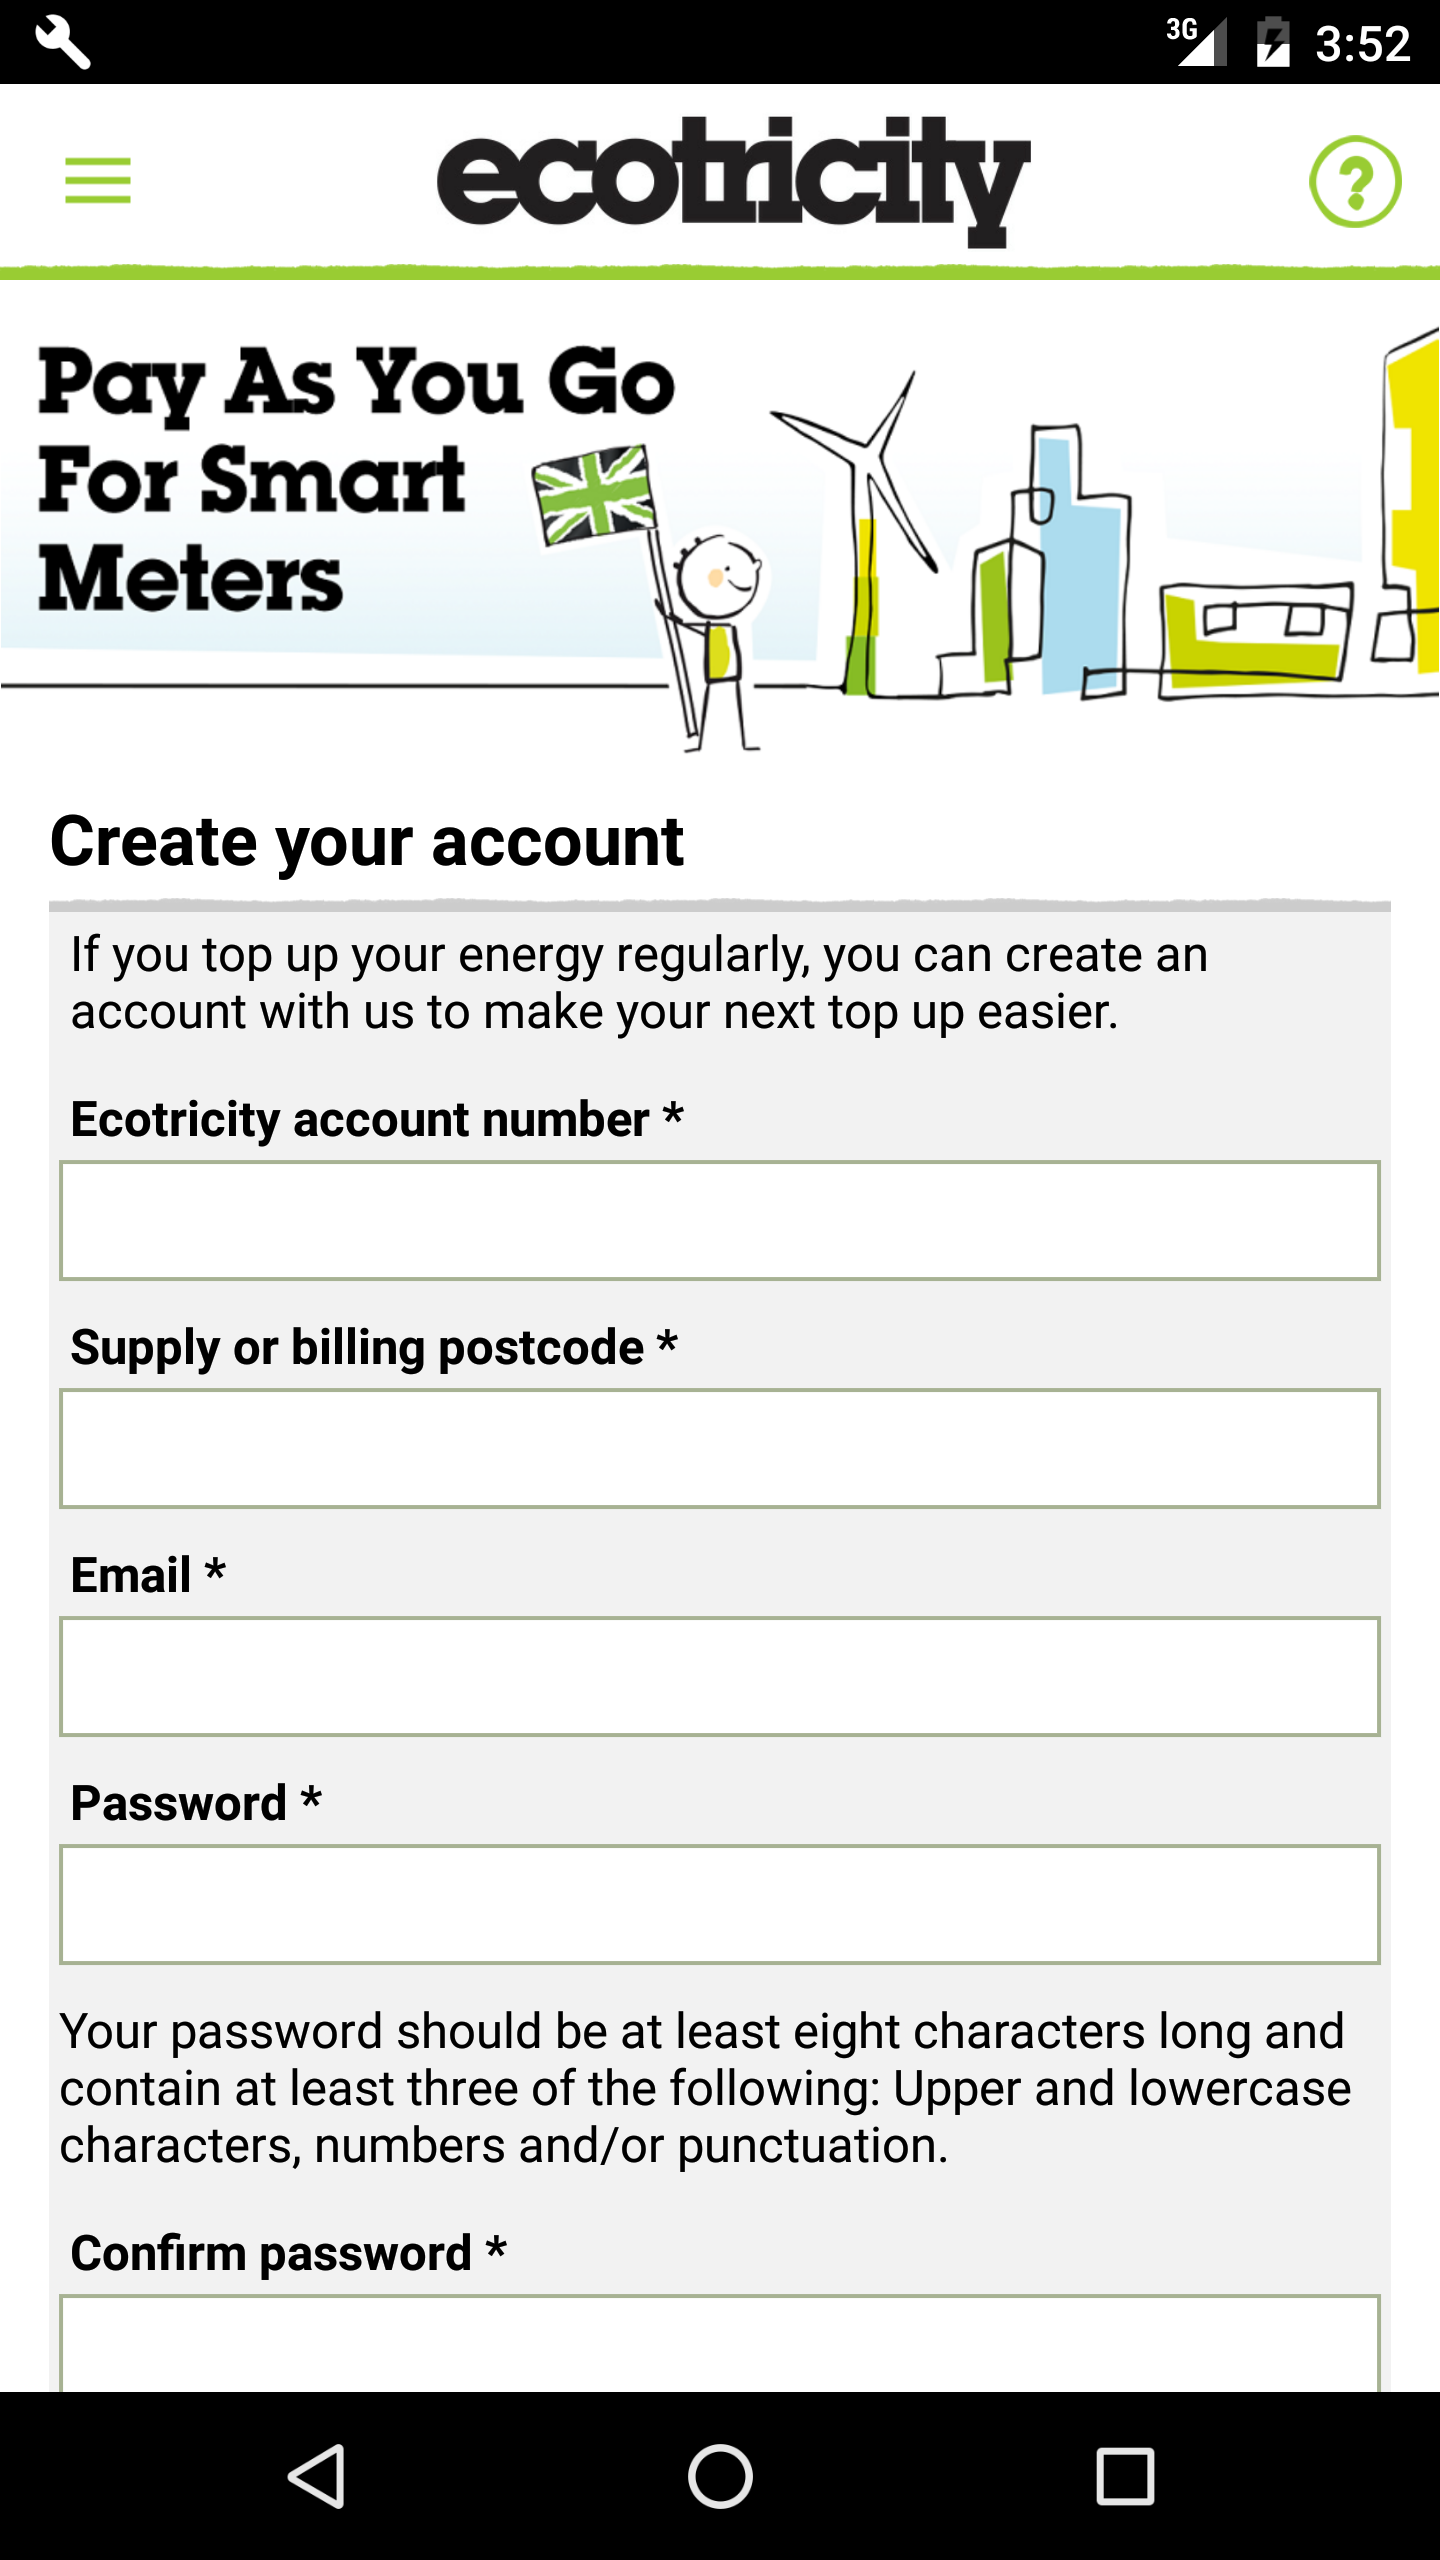 3G 3:52
ecotricity
?
Pay As You Go
For Smart
Meters
Create your account
If you top up your energy regularly, you can create an
account with us to make your next top up easier.
Ecotricity account number *
Supply or billing postcode *
Email *
Password *
Your password should be at least eight characters long and
contain at least three of the following: Upper and lowercase
characters, numbers and/or punctuation.
Confirm password *